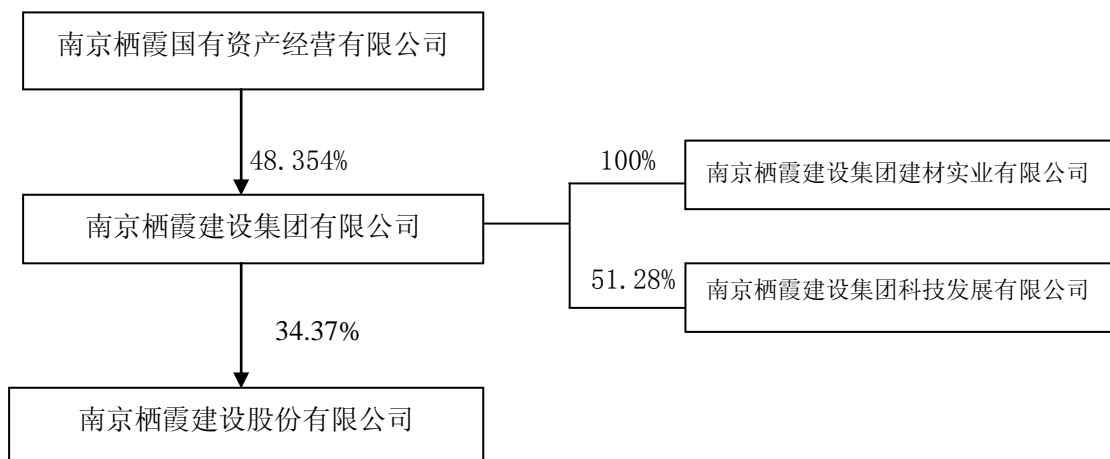 南京栖霞国有资产经营有限公司
48.354%
100%
南京栖霞建设集团建材实业有限公司
南京栖霞建设集团有限公司
51.28%
南京栖霞建设集团科技发展有限公司
34.37%
南京栖霞建设股份有限公司